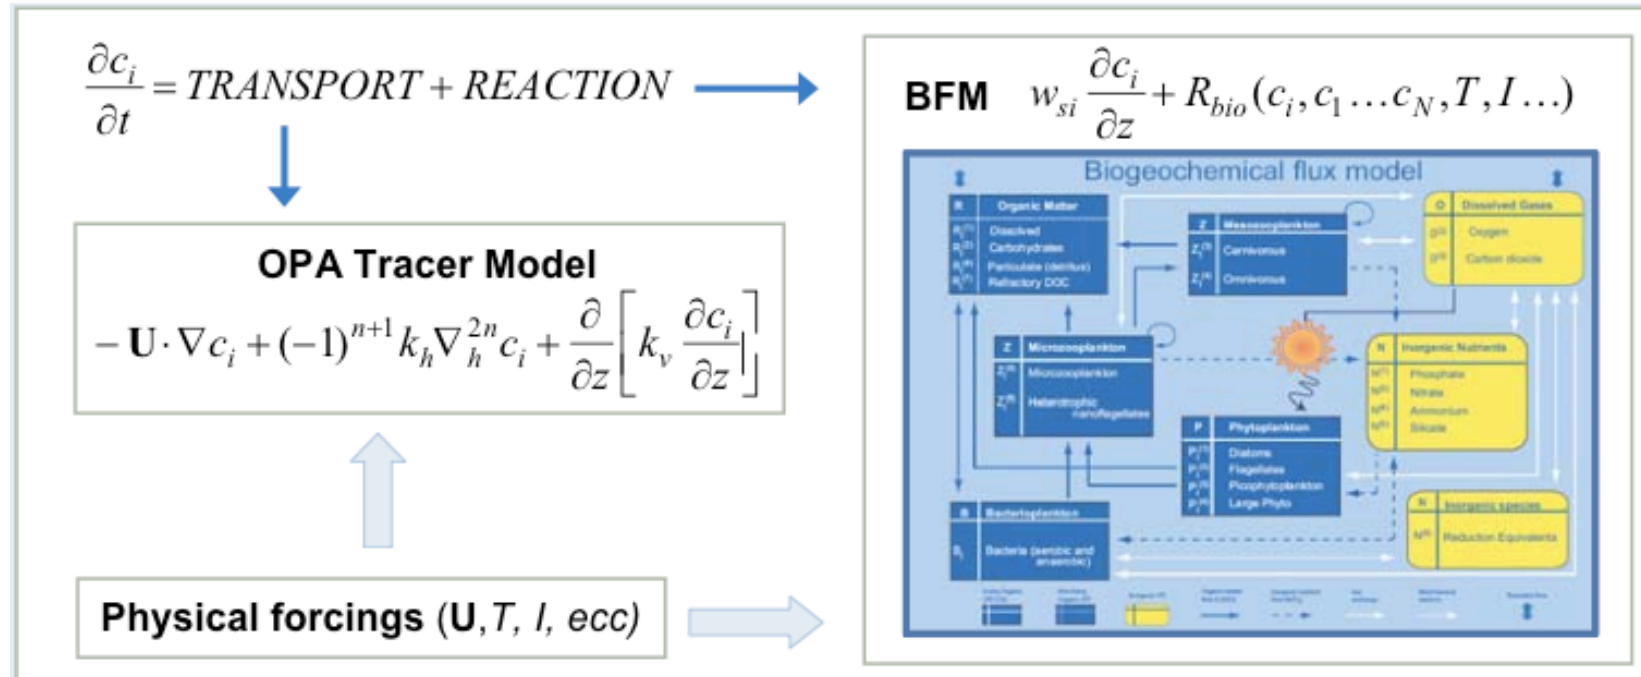 ∂c_i/∂t = TRANSPORT + REACTION
BFM w_si ∂c_i/∂z + R_bio(c_i, c_1 … c_N, T, I …)
OPA Tracer Model
− U · ∇c_i + (−1)^{n+1} k_h ∇_h^{2n} c_i + ∂/∂z [ k_v ∂c_i/∂z ]
Physical forcings (U, T, I, ecc)
Biogeochemical flux model
R Organic Matter
Dissolved
Carbohydrates
Particulate (detritus)
Refractory DOC
Z Mesozooplankton
Carnivorous
Omnivorous
O Dissolved Gases
Oxygen
Carbon dioxide
Z Microzooplankton
Microzooplankton
Heterotrophic
nanoflagellates
N Inorganic Nutrients
Phosphate
Nitrate
Ammonium
Silicate
P Phytoplankton
Diatoms
Flagellates
Picophytoplankton
Large Phyto
B Bacterioplankton
Bacteria (aerobic and
anaerobic)
N Inorganic species
Reduction Equivalents